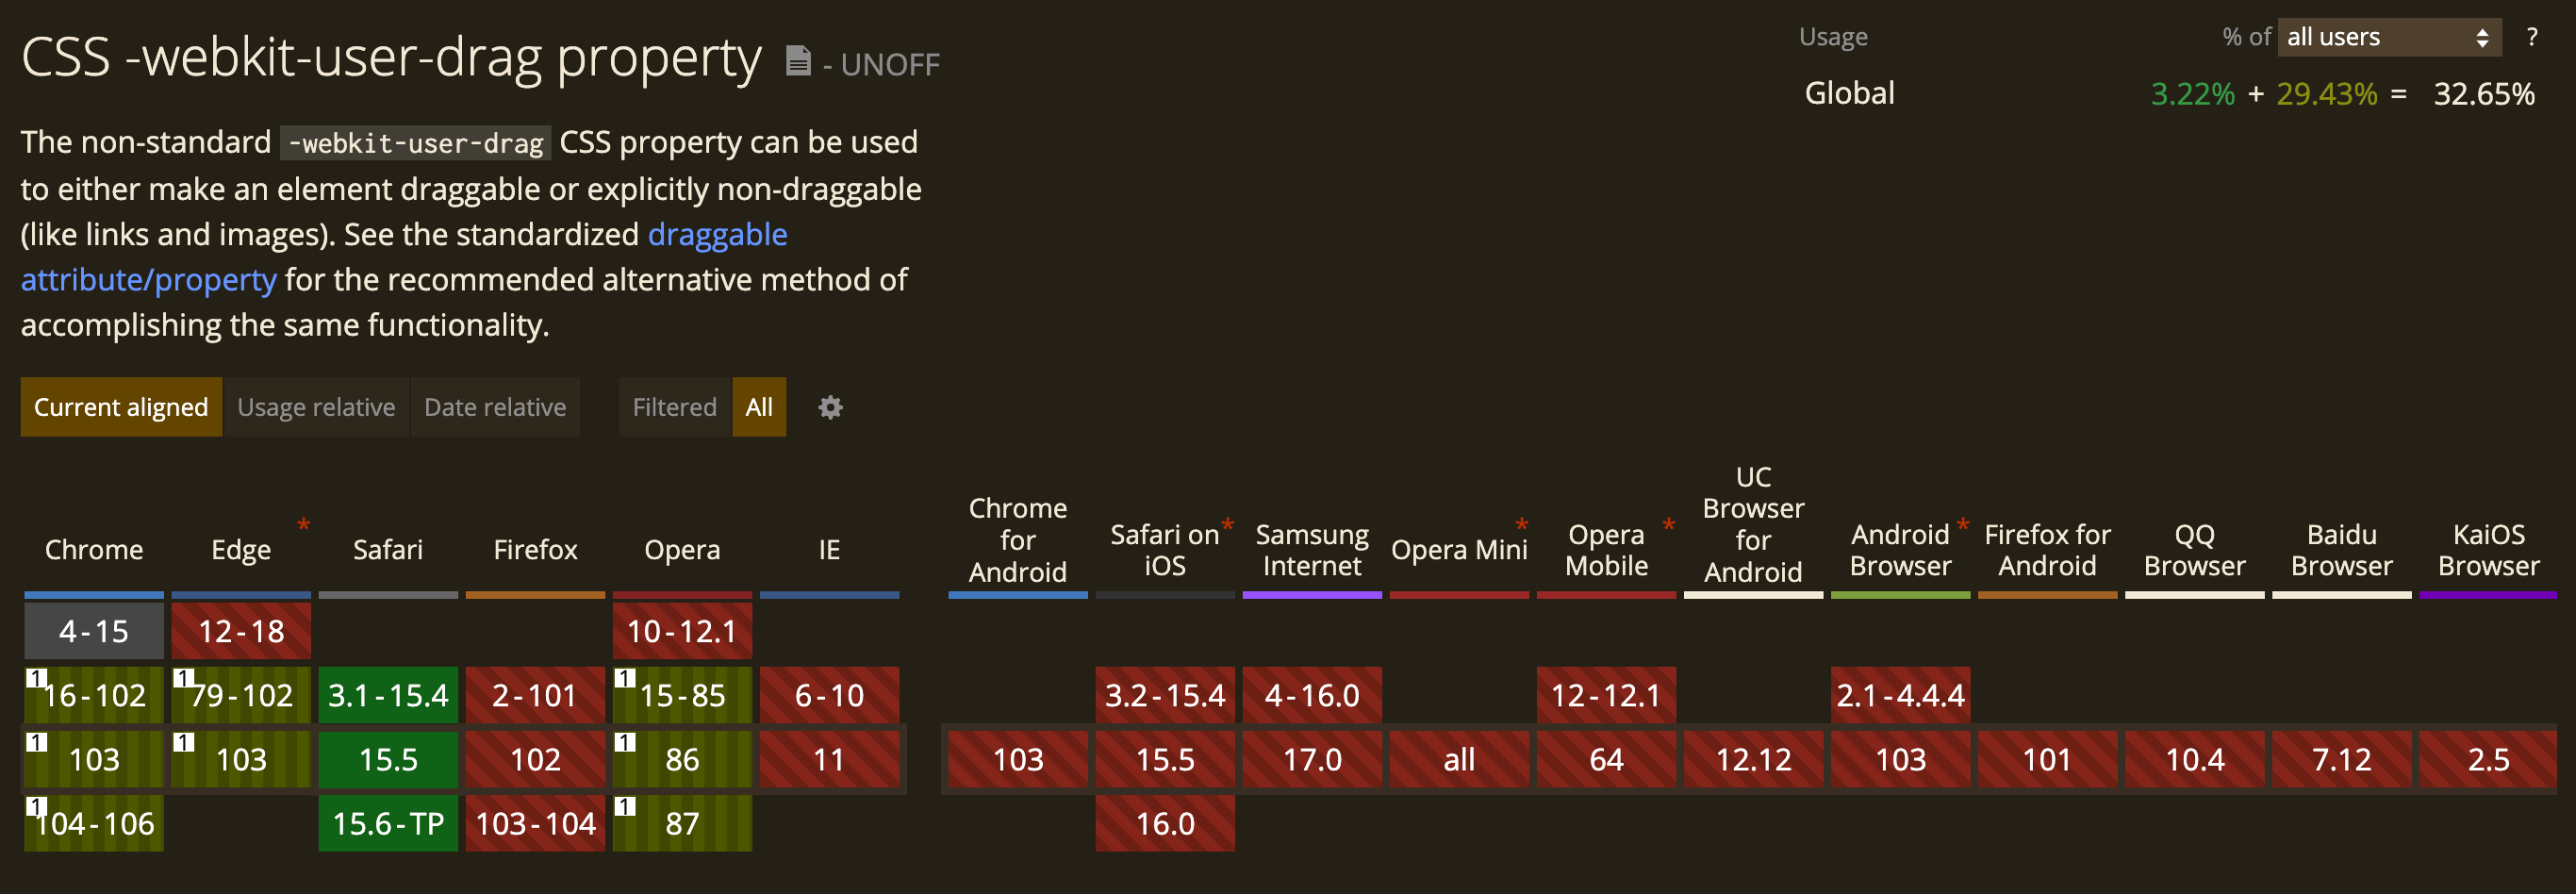 CSS -webkit-user-drag property - UNOFF
Usage % of all users ?
Global 3.22% + 29.43% = 32.65%
The non-standard -webkit-user-drag CSS property can be used
to either make an element draggable or explicitly non-draggable
(like links and images). See the standardized draggable
attribute/property for the recommended alternative method of
accomplishing the same functionality.
Current aligned Usage relative Date relative Filtered All
Chrome Edge * Safari Firefox Opera IE Chrome for Android Safari on iOS * Samsung Internet Opera Mini * Opera Mobile * UC Browser for Android Android Browser * Firefox for Android QQ Browser Baidu Browser KaiOS Browser
4-15 12-18 10-12.1
1 16-102 1 79-102 3.1-15.4 2-101 1 15-85 6-10 3.2-15.4 4-16.0 12-12.1 2.1-4.4.4
1 103 1 103 15.5 102 1 86 11 103 15.5 17.0 all 64 12.12 103 101 10.4 7.12 2.5
1 104-106 15.6-TP 103-104 1 87 16.0